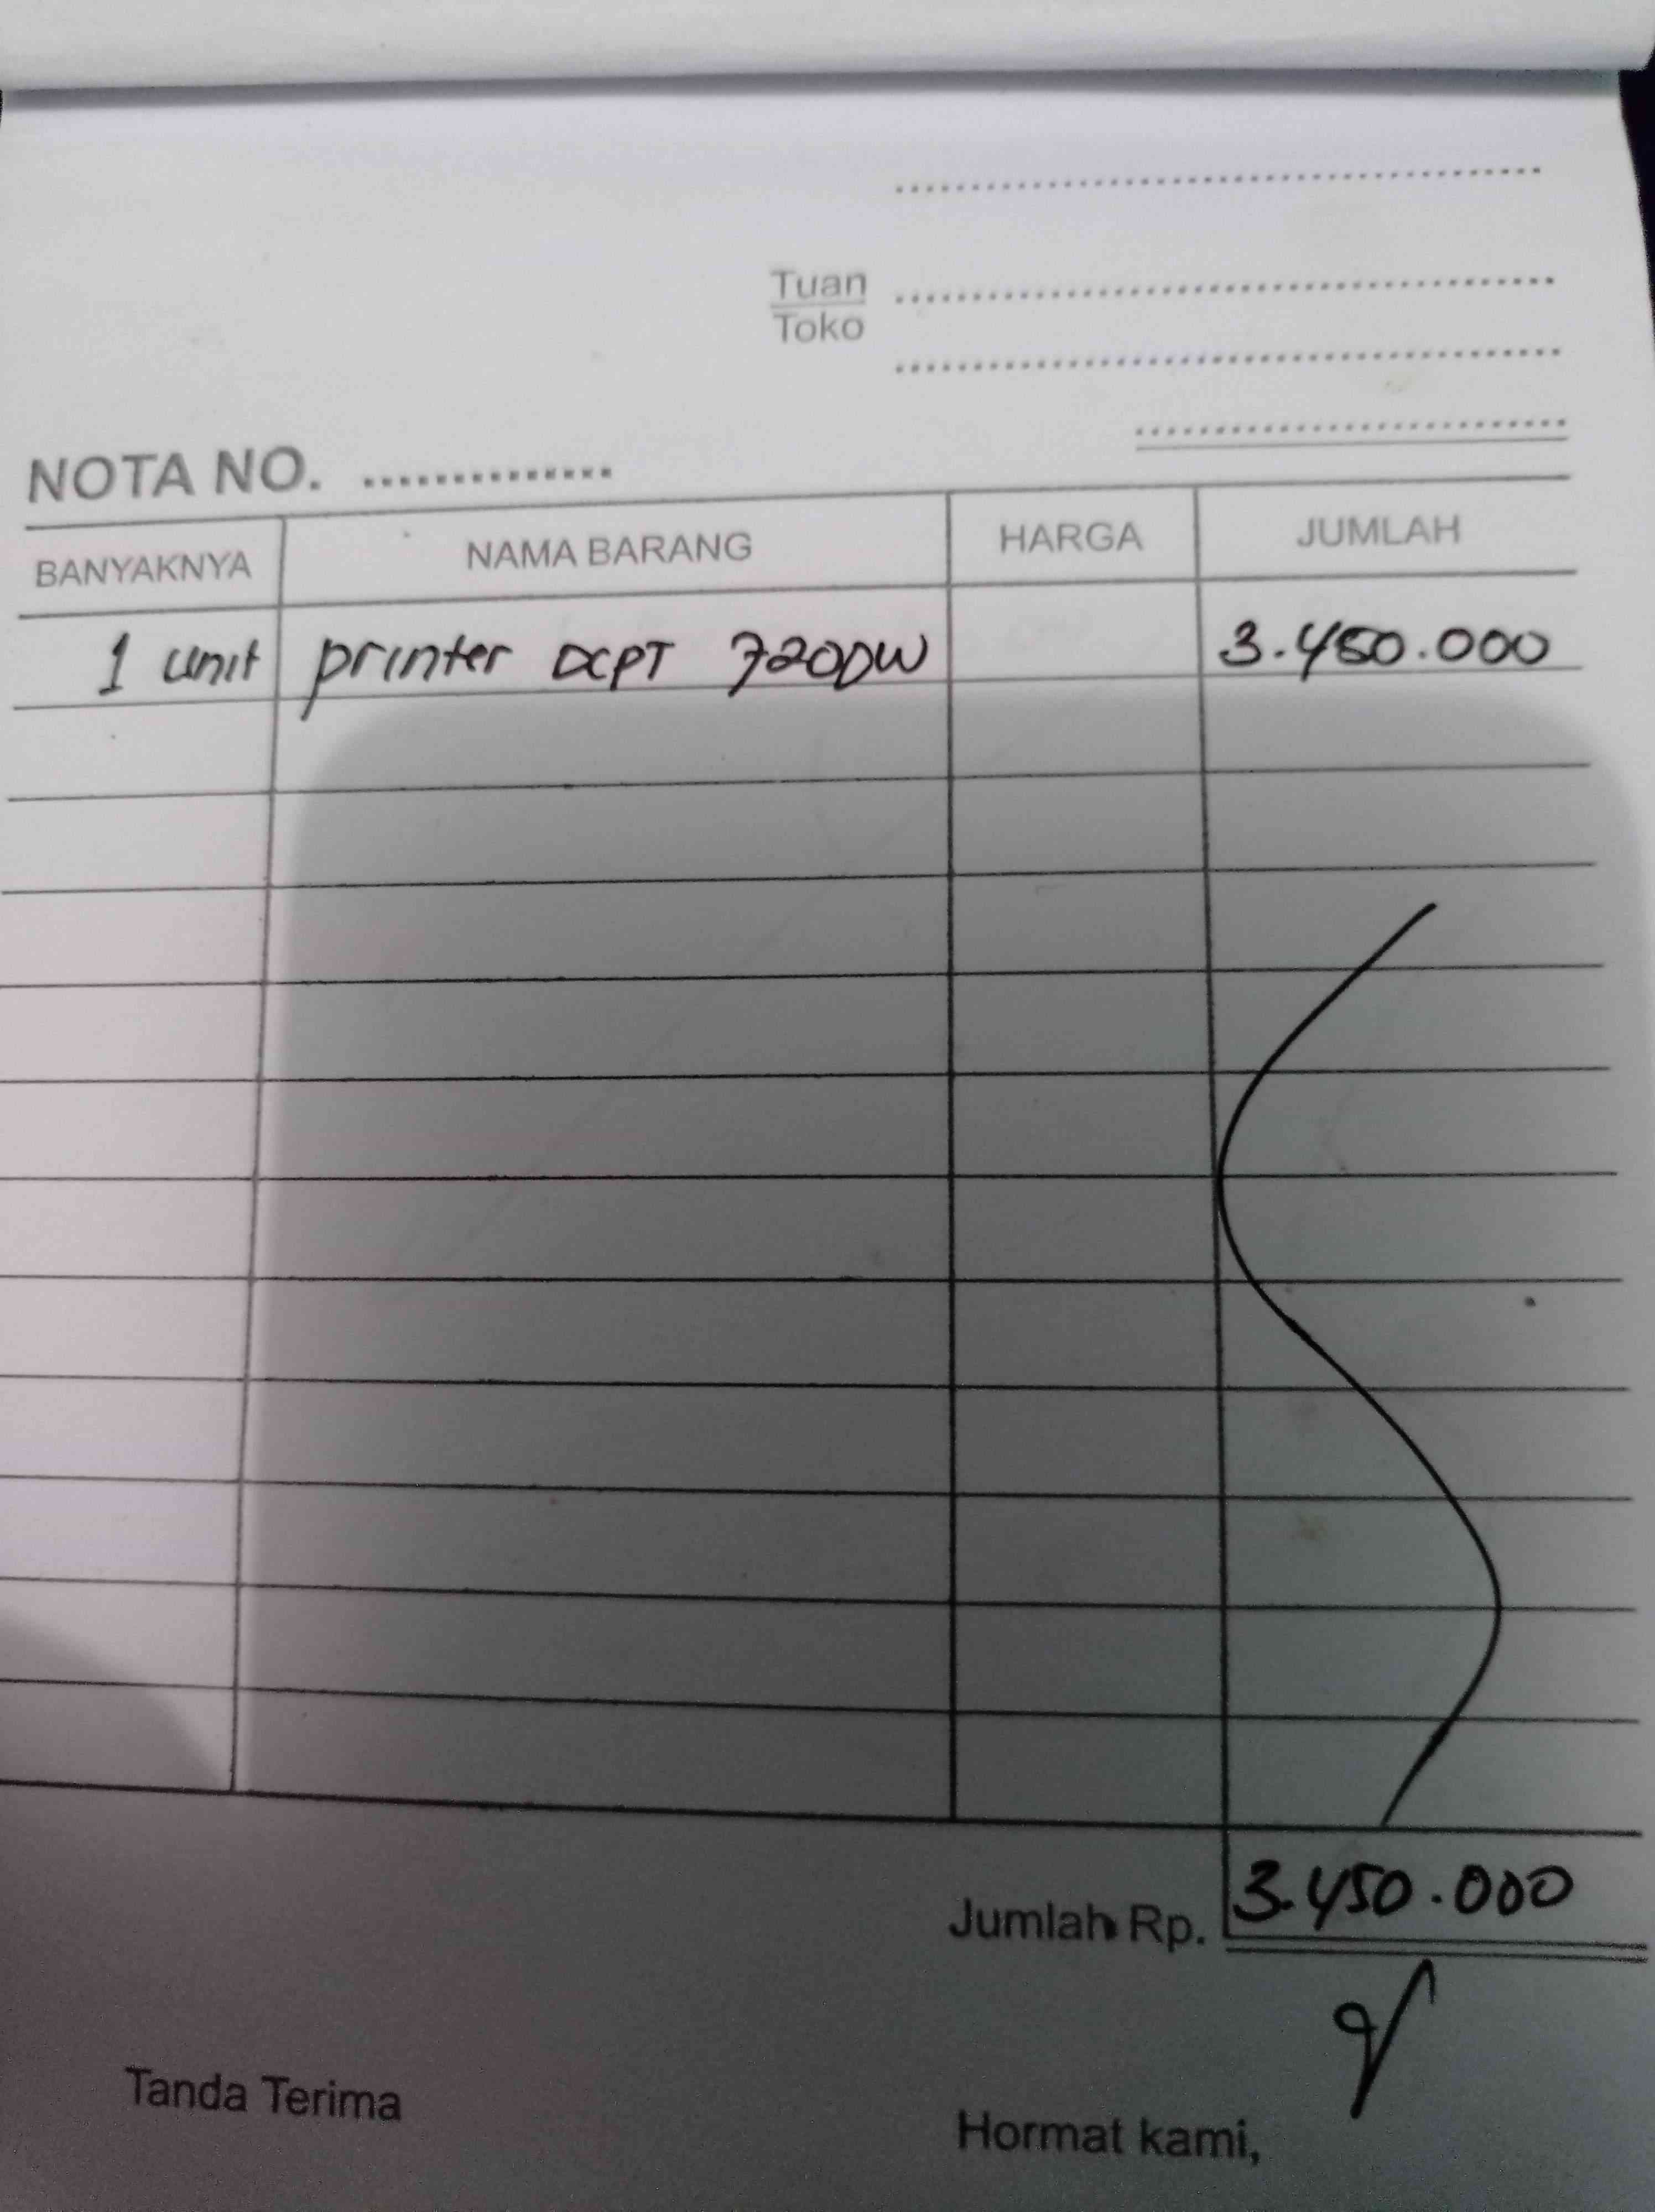 Tuan
Toko
NOTA NO. ..............
BANYAKNYA NAMA BARANG HARGA JUMLAH
1 unit printer DCPT 720DW 3.450.000
Jumlah Rp. 3.450.000
Tanda Terima
Hormat kami,